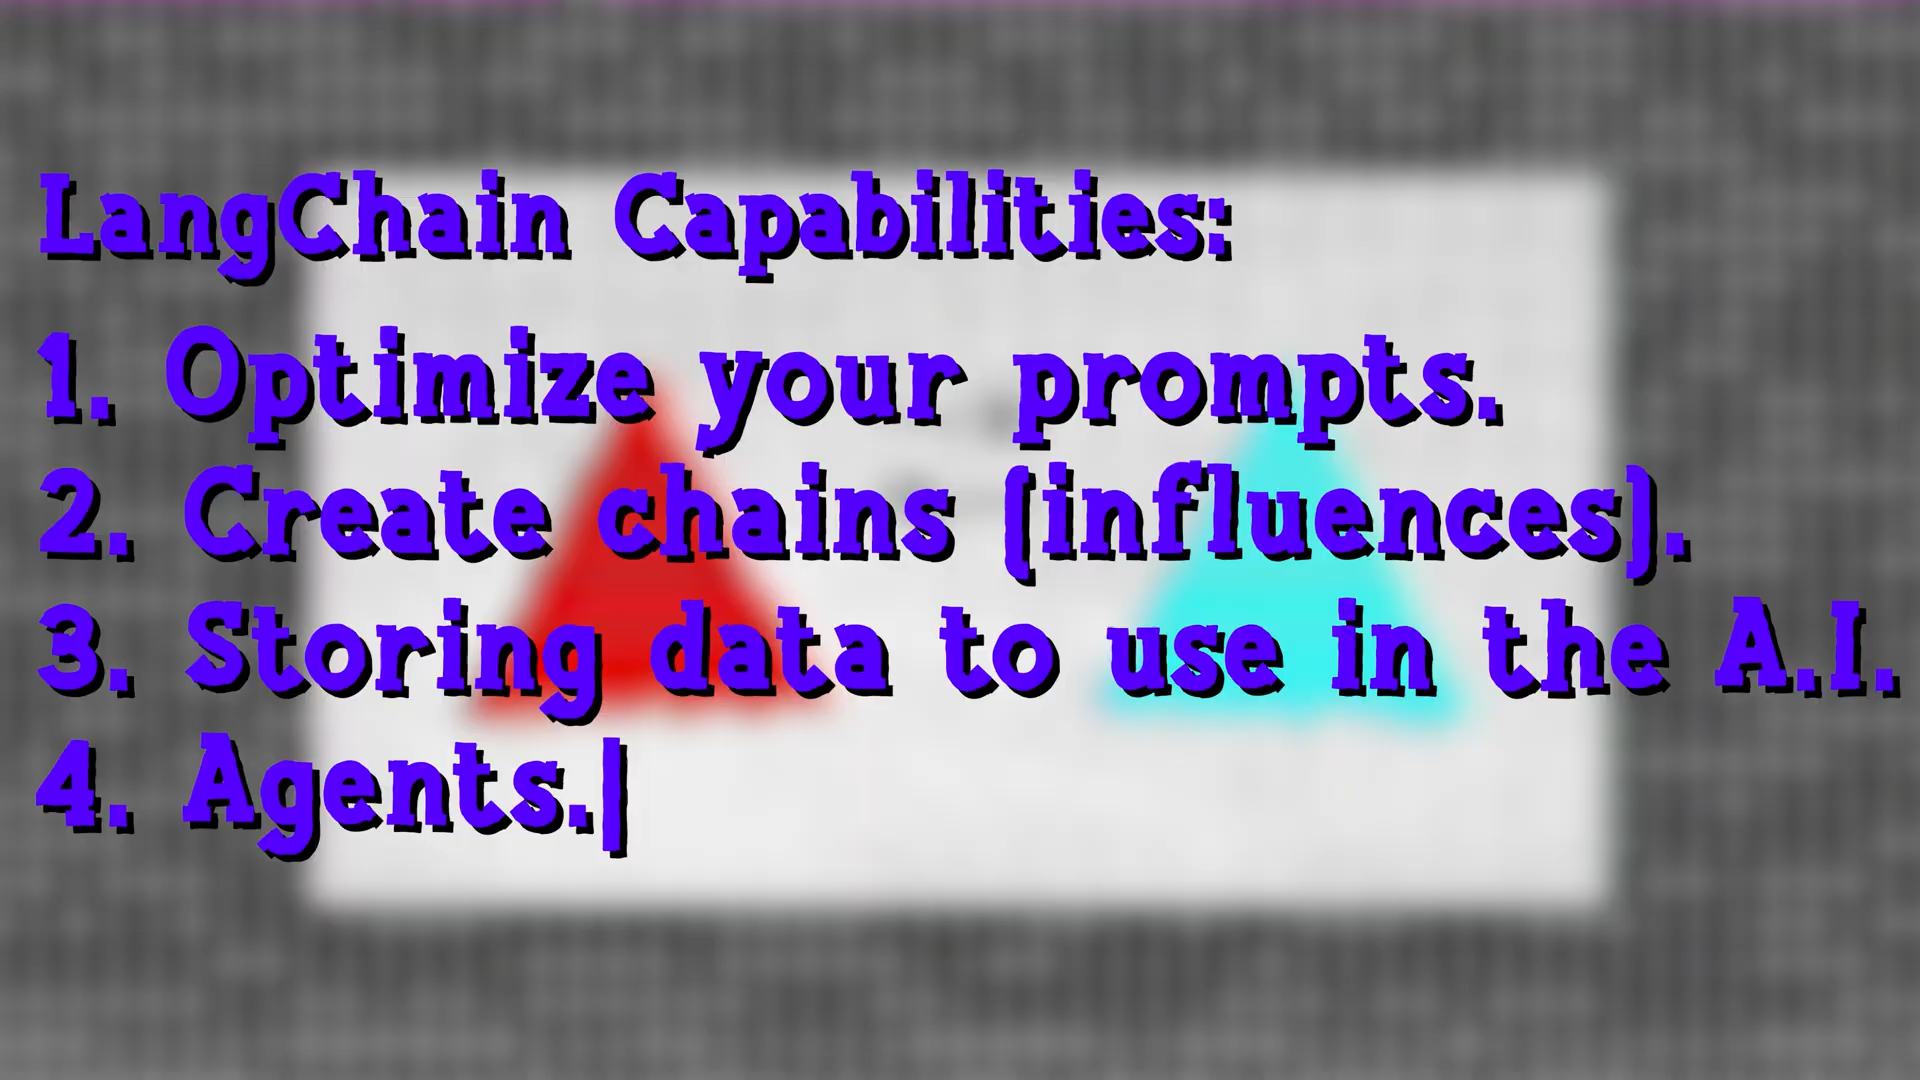 LangChain Capabilities:
1. Optimize your prompts.
2. Create chains (influences).
3. Storing data to use in the A.I.
4. Agents.|